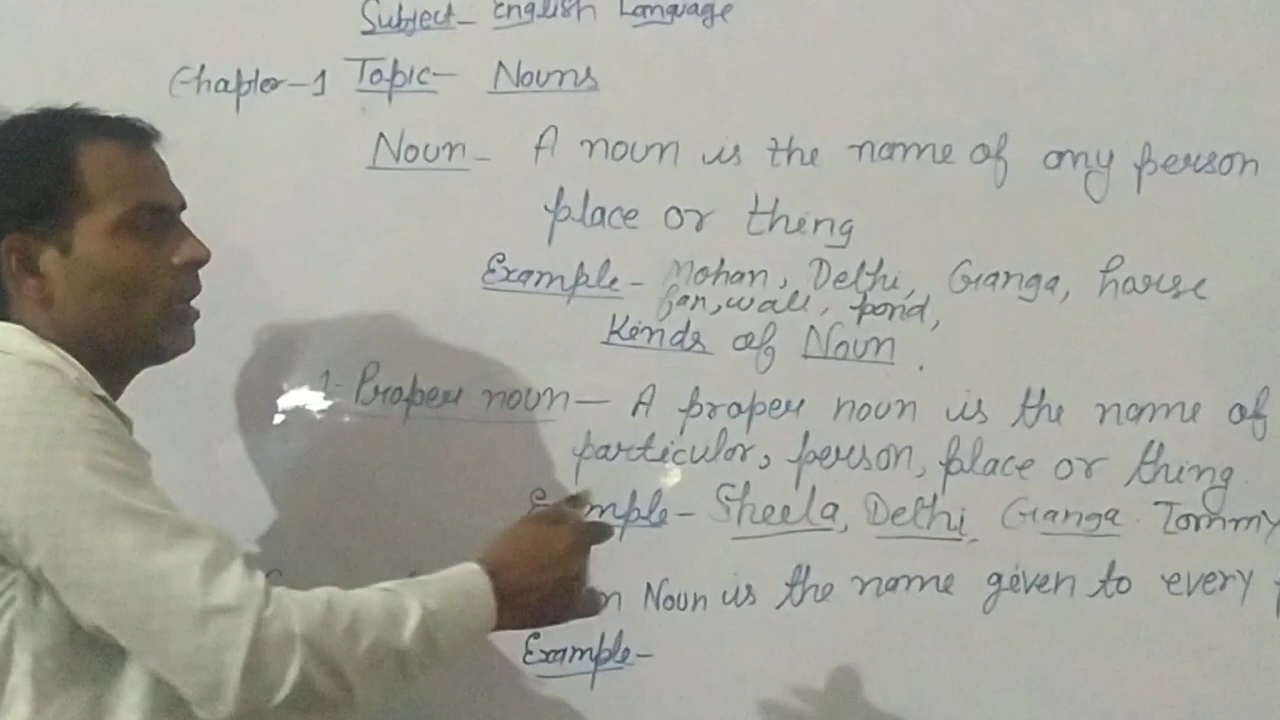 Subject- English Language
Chapter-1 Topic- Nouns
Noun- A noun is the name of any person
place or thing
Example- Mohan, Delhi, Ganga, house
fan, wall, pond,
Kinds of Noun.
1- Proper noun- A proper noun is the name of
particular, person, place or thing
Example- Sheela, Delhi, Ganga Tommy
Noun is the name given to every
Example-